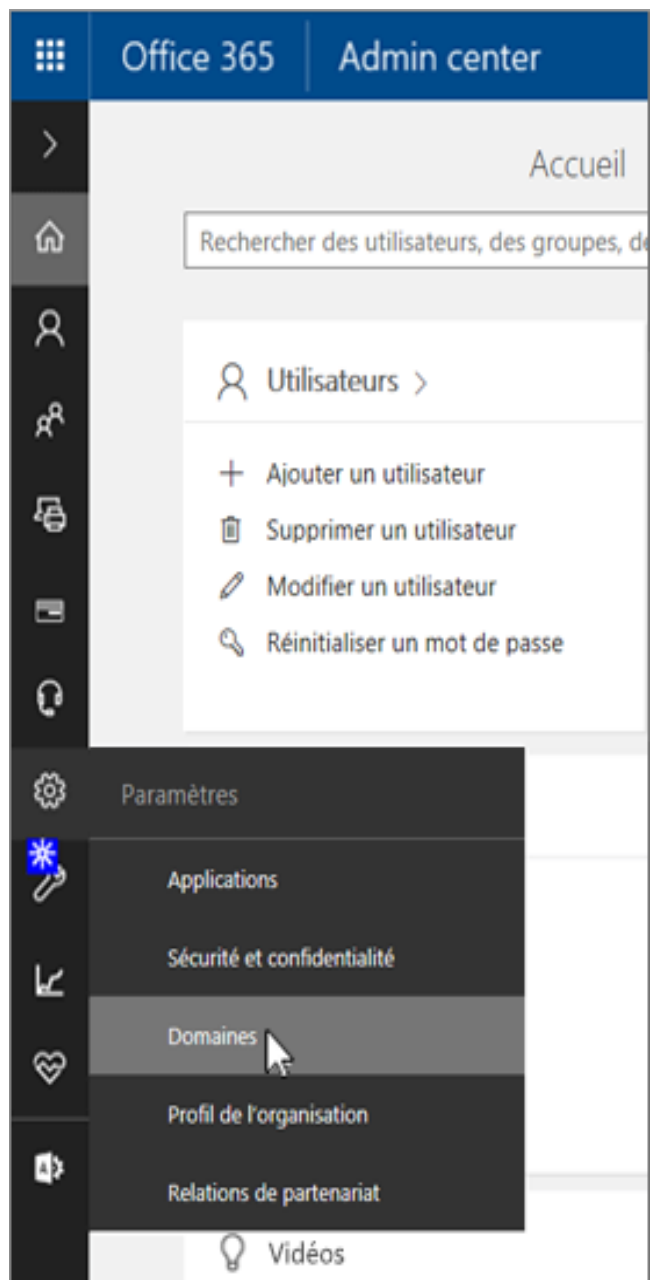 Office 365 Admin center
Accueil
Rechercher des utilisateurs, des groupes,
Utilisateurs
Ajouter un utilisateur
Supprimer un utilisateur
Modifier un utilisateur
Réinitialiser un mot de passe
Paramètres
Applications
Sécurité et confidentialité
Domaines
Profil de l'organisation
Relations de partenariat
Vidéos